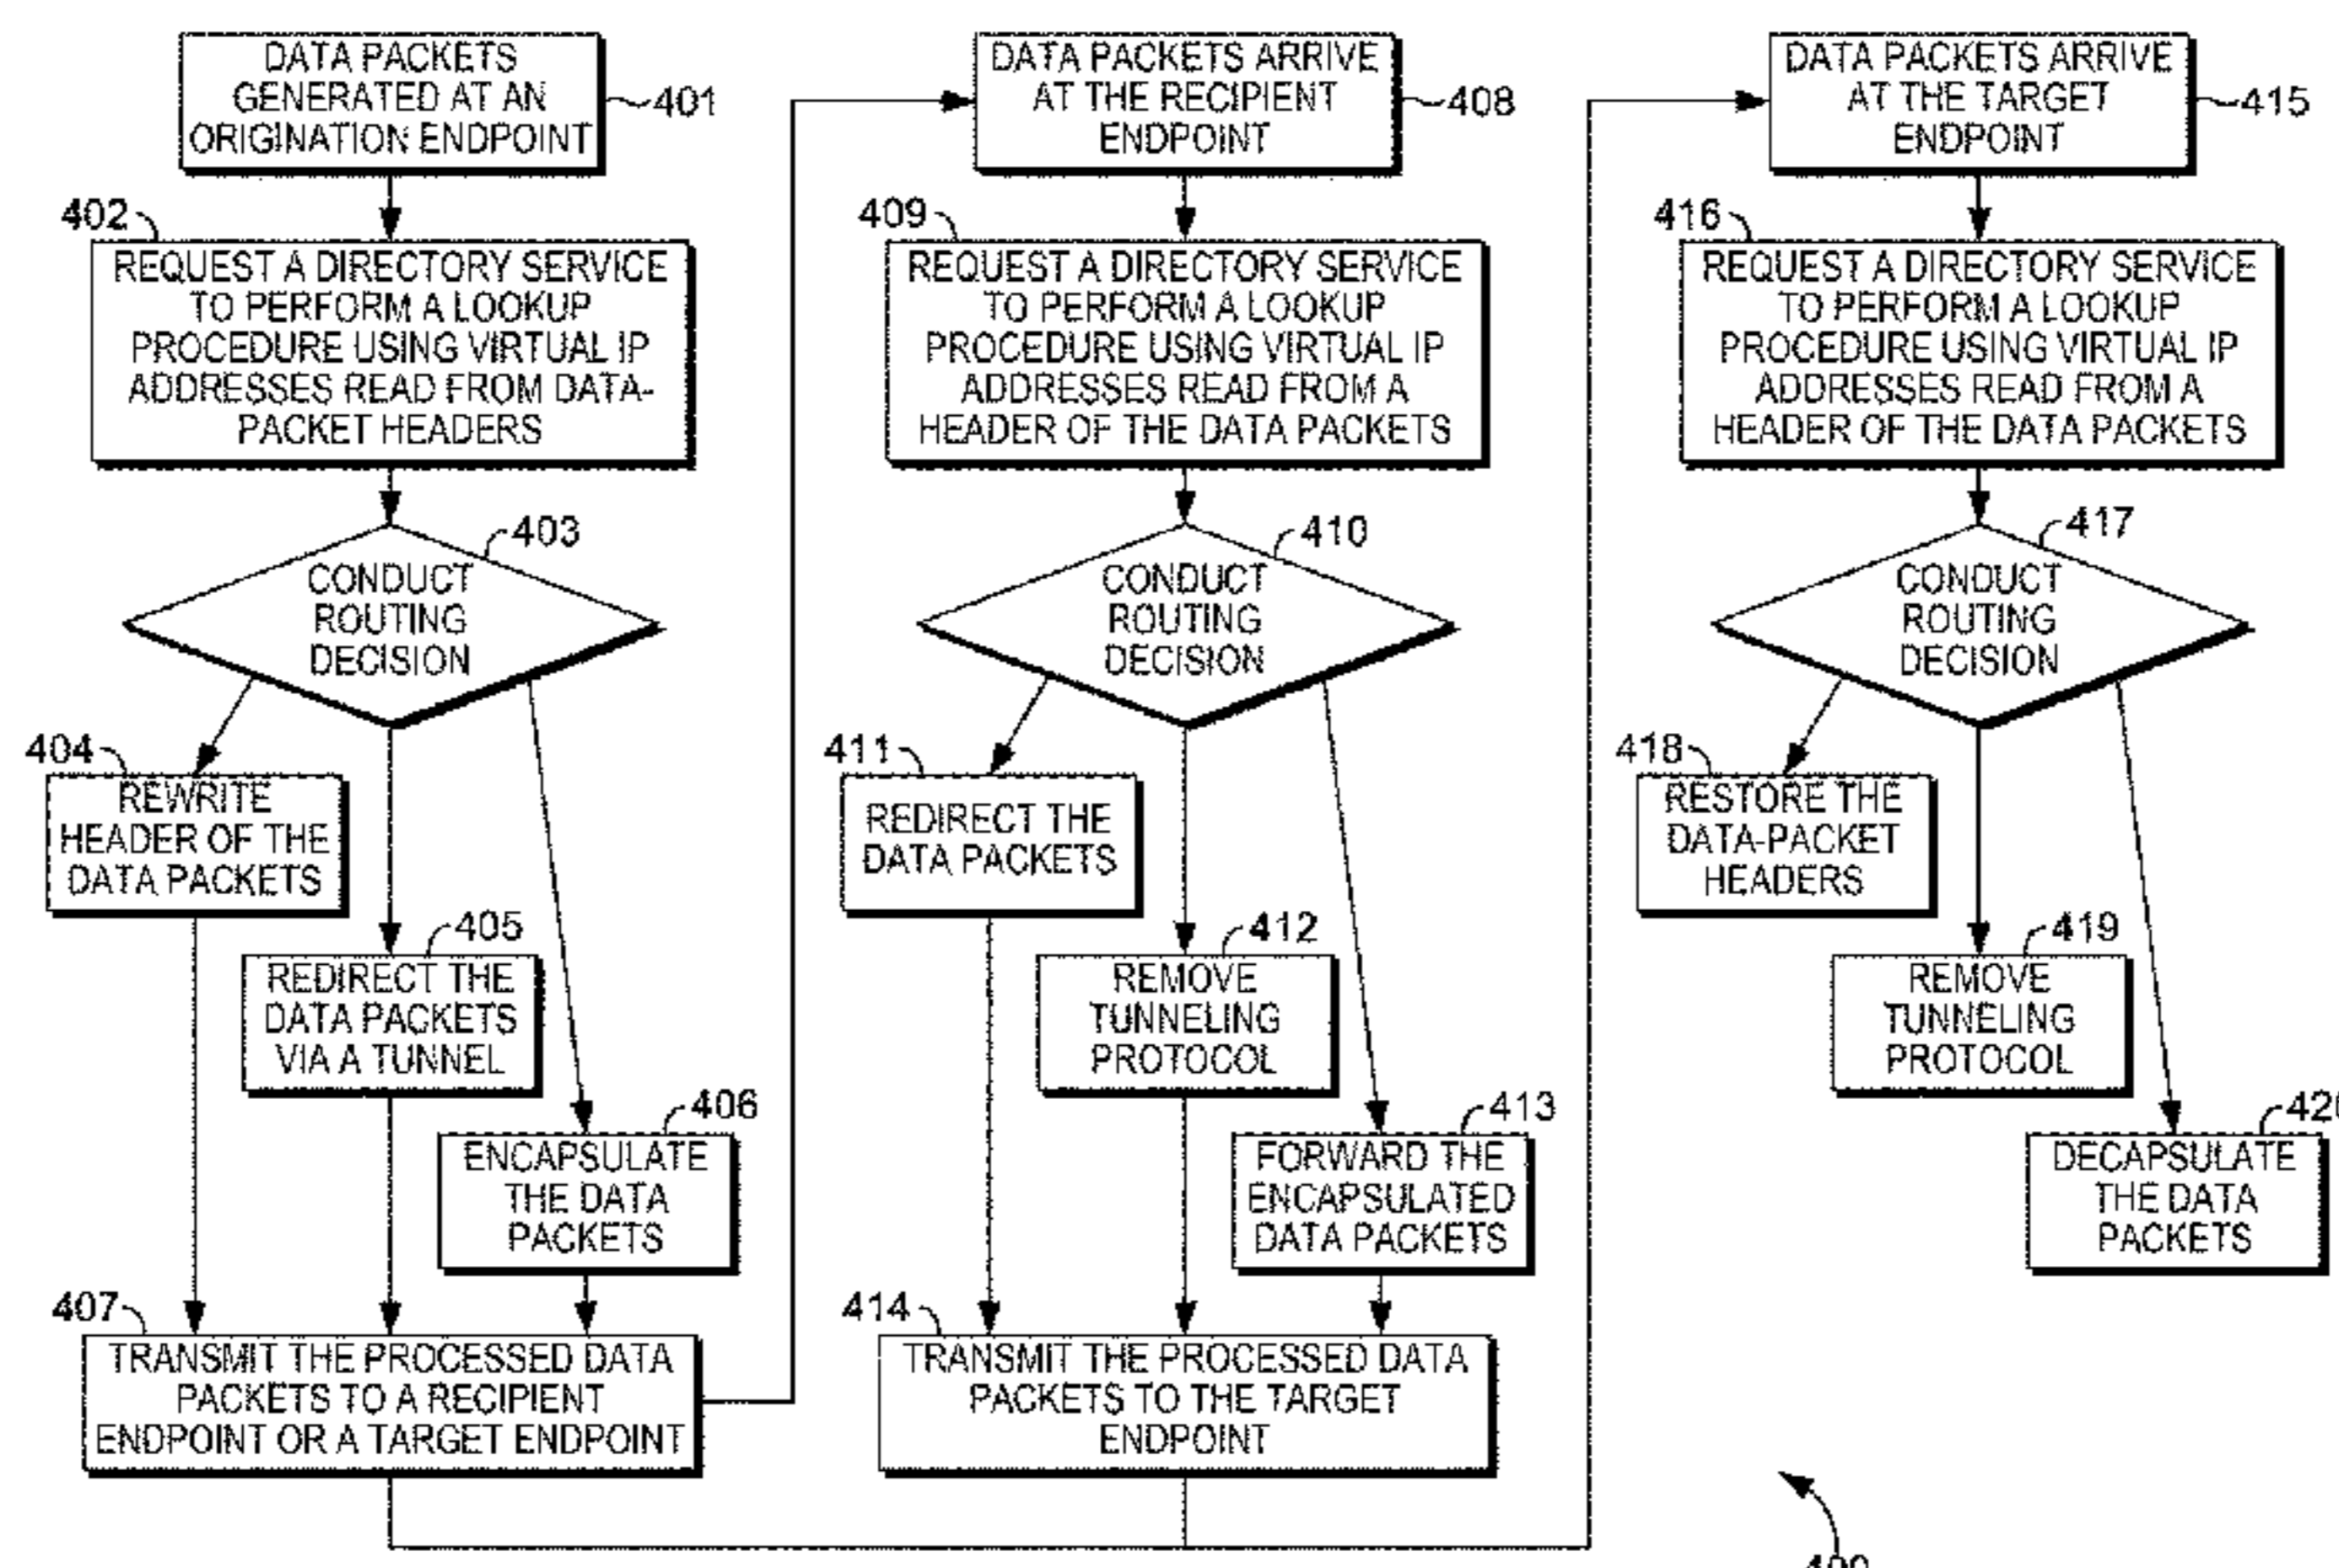 DATA PACKETS
GENERATED AT AN
ORIGINATION ENDPOINT
401
402
REQUEST A DIRECTORY SERVICE
TO PERFORM A LOOKUP
PROCEDURE USING VIRTUAL IP
ADDRESSES READ FROM DATA-
PACKET HEADERS
403
CONDUCT
ROUTING
DECISION
404
REWRITE
HEADER OF THE
DATA PACKETS
405
REDIRECT THE
DATA PACKETS
VIA A TUNNEL
406
ENCAPSULATE
THE DATA
PACKETS
407
TRANSMIT THE PROCESSED DATA
PACKETS TO A RECIPIENT
ENDPOINT OR A TARGET ENDPOINT
DATA PACKETS ARRIVE
AT THE RECIPIENT
ENDPOINT
408
409
REQUEST A DIRECTORY SERVICE
TO PERFORM A LOOKUP
PROCEDURE USING VIRTUAL IP
ADDRESSES READ FROM A
HEADER OF THE DATA PACKETS
410
CONDUCT
ROUTING
DECISION
411
REDIRECT THE
DATA PACKETS
412
REMOVE
TUNNELING
PROTOCOL
413
FORWARD THE
ENCAPSULATED
DATA PACKETS
414
TRANSMIT THE PROCESSED DATA
PACKETS TO THE TARGET
ENDPOINT
DATA PACKETS ARRIVE
AT THE TARGET
ENDPOINT
415
416
REQUEST A DIRECTORY SERVICE
TO PERFORM A LOOKUP
PROCEDURE USING VIRTUAL IP
ADDRESSES READ FROM A
HEADER OF THE DATA PACKETS
417
CONDUCT
ROUTING
DECISION
418
RESTORE THE
DATA-PACKET
HEADERS
419
REMOVE
TUNNELING
PROTOCOL
420
DECAPSULATE
THE DATA
PACKETS